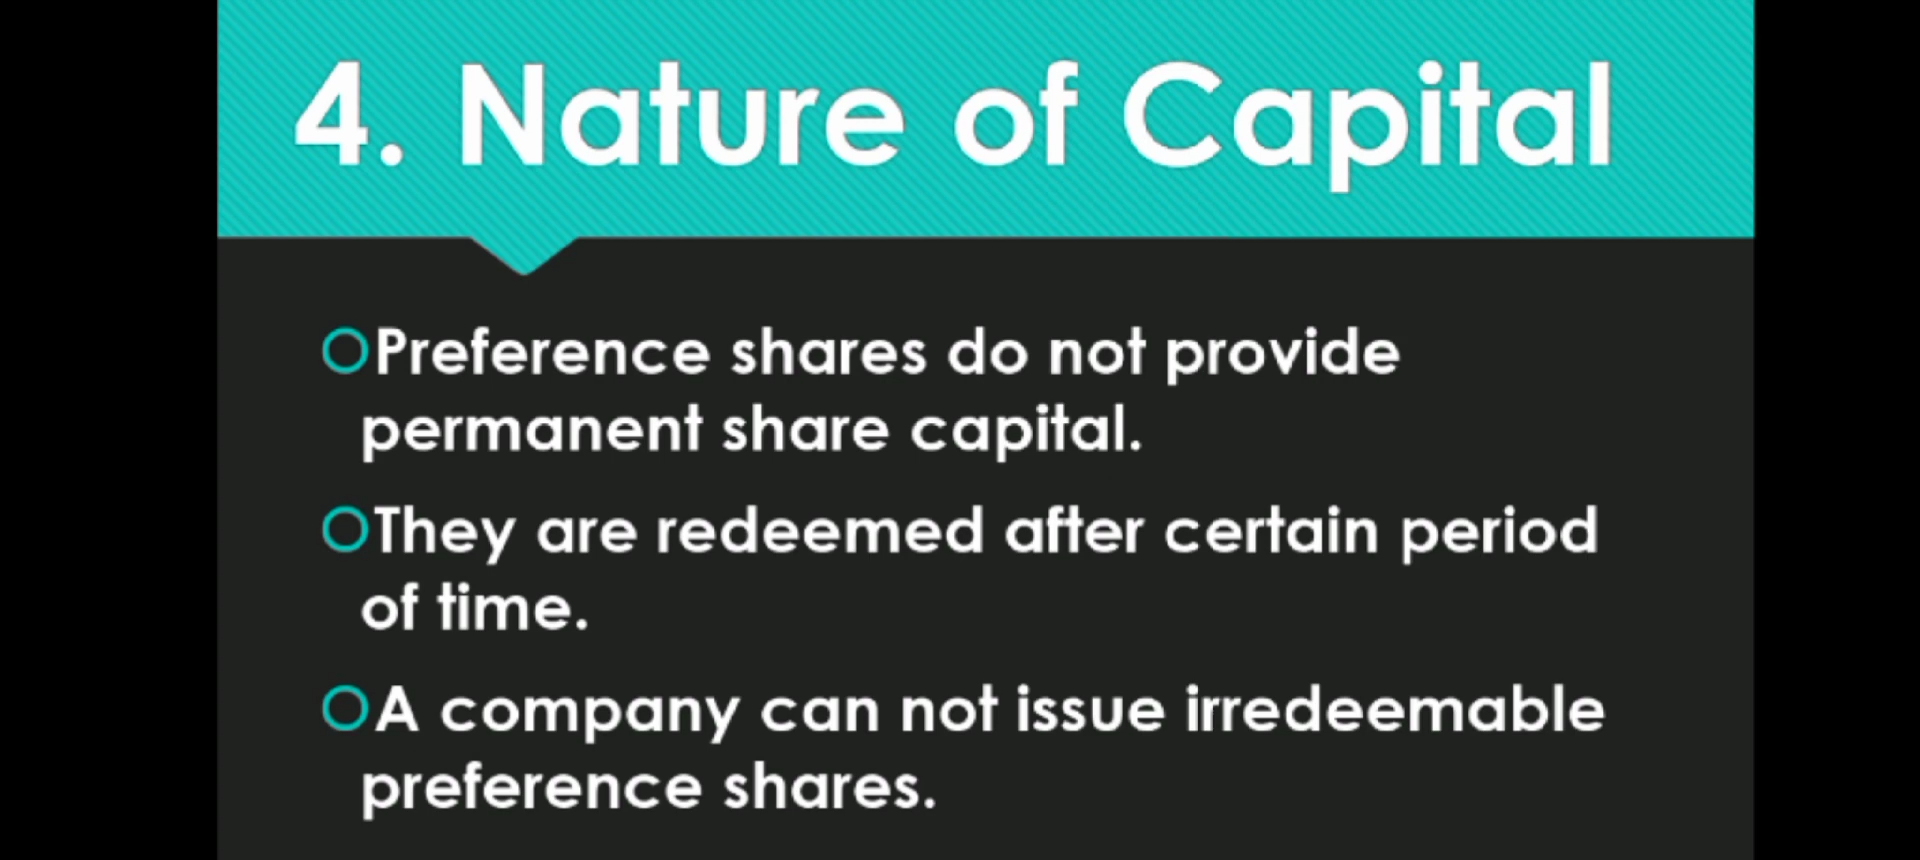 4. Nature of Capital
Preference shares do not provide
permanent share capital.
They are redeemed after certain period
of time.
A company can not issue irredeemable
preference shares.